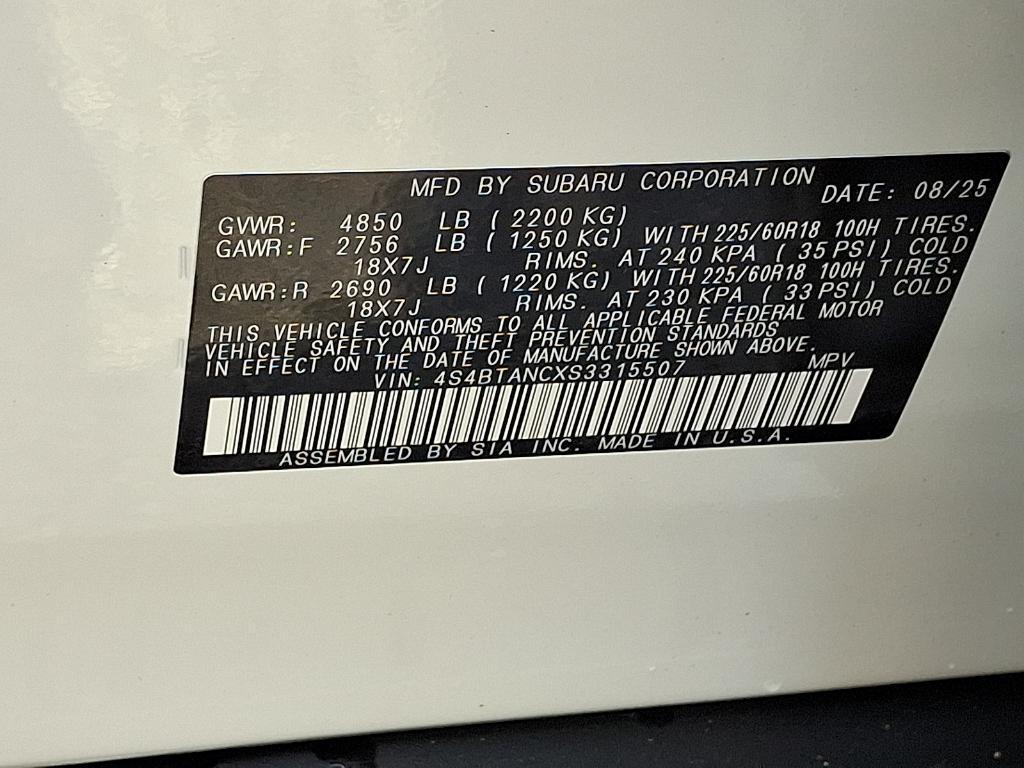 MFD BY SUBARU CORPORATION DATE: 08/25
GVWR: 4850 LB ( 2200 KG)
GAWR:F 2756 LB ( 1250 KG) WITH 225/60R18 100H TIRES.
18X7J RIMS. AT 240 KPA ( 35 PSI) COLD
GAWR:R 2690 LB ( 1220 KG) WITH 225/60R18 100H TIRES.
18X7J RIMS. AT 230 KPA ( 33 PSI) COLD
THIS VEHICLE CONFORMS TO ALL APPLICABLE FEDERAL MOTOR
VEHICLE SAFETY AND THEFT PREVENTION STANDARDS
IN EFFECT ON THE DATE OF MANUFACTURE SHOWN ABOVE.
VIN: 4S4BTANCXS3315507 MPV
ASSEMBLED BY SIA INC. MADE IN U.S.A.